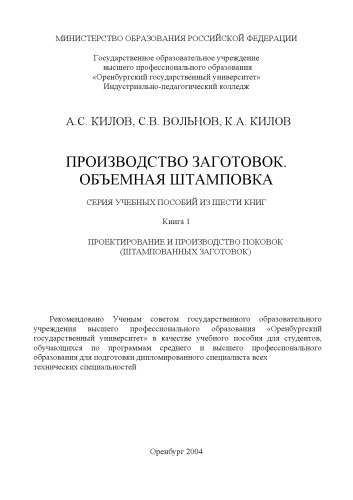 МИНИСТЕРСТВО ОБРАЗОВАНИЯ РОССИЙСКОЙ ФЕДЕРАЦИИ
Государственное образовательное учреждение
высшего профессионального образования
«Оренбургский государственный университет»
Индустриально-педагогический колледж
А.С. КИЛОВ, С.В. ВОЛЬНОВ, К.А. КИЛОВ
ПРОИЗВОДСТВО ЗАГОТОВОК.
ОБЪЕМНАЯ ШТАМПОВКА
СЕРИЯ УЧЕБНЫХ ПОСОБИЙ ИЗ ШЕСТИ КНИГ
Книга 1
ПРОЕКТИРОВАНИЕ И ПРОИЗВОДСТВО ПОКОВОК
(ШТАМПОВАННЫХ ЗАГОТОВОК)
Рекомендовано Ученым советом государственного образовательного
учреждения высшего профессионального образования «Оренбургский
государственный университет» в качестве учебного пособия для студентов,
обучающихся по программам среднего и высшего профессионального
образования для подготовки дипломированного специалиста всех
технических специальностей
Оренбург 2004